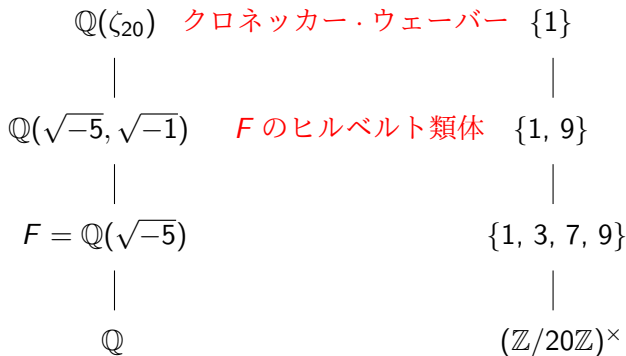 ℚ(ζ₂₀) クロネッカー・ウェーバー {1}
ℚ(√−5, √−1) F のヒルベルト類体 {1, 9}
F = ℚ(√−5) {1, 3, 7, 9}
ℚ (ℤ/20ℤ)×